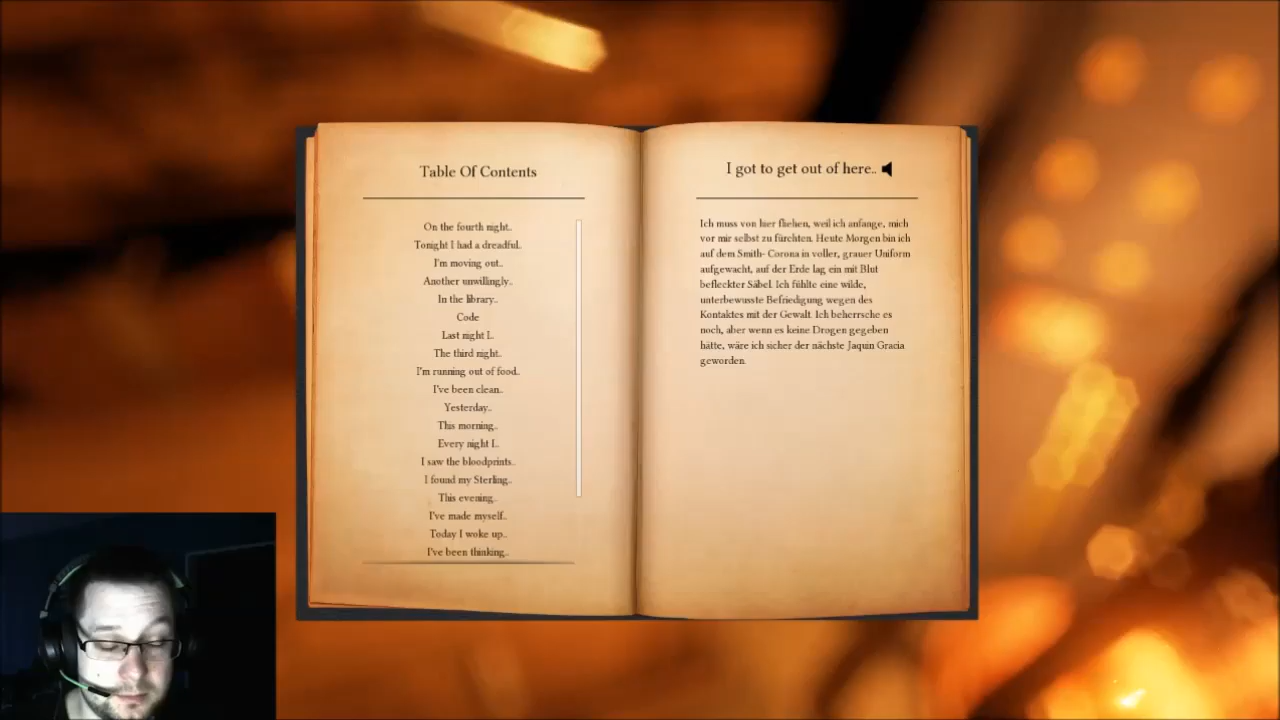 Table Of Contents
On the fourth night..
Tonight I had a dreadful..
I'm moving out..
Another unwillingly..
In the library..
Code
Last night I..
The third night..
I'm running out of food..
I've been clean..
Yesterday..
This morning..
Every night I..
I saw the bloodprints..
I found my Sterling..
This evening..
I've made myself..
Today I woke up..
I've been thinking..
I got to get out of here..
Ich muss von hier fliehen, weil ich anfange, mich
vor mir selbst zu fürchten. Heute Morgen bin ich
auf dem Smith- Corona in voller, grauer Uniform
aufgewacht, auf der Erde lag ein mit Blut
befleckter Säbel. Ich fühlte eine wilde,
unterbewusste Befriedigung wegen des
Kontaktes mit der Gewalt. Ich beherrsche es
noch, aber wenn es keine Drogen gegeben
hätte, wäre ich sicher der nächste Jaquin Gracia
geworden.